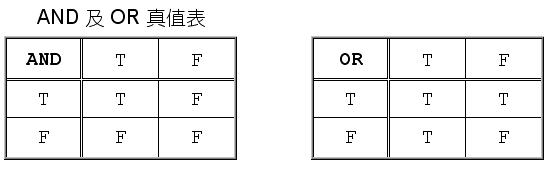 AND 及 OR 真值表
AND T F OR T F
T T F T T T
F F F F T F